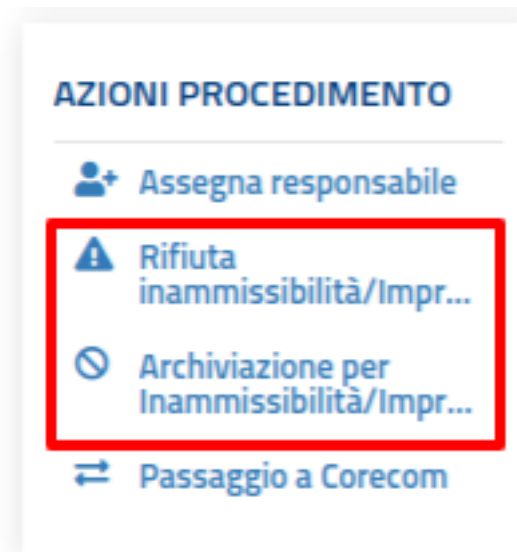 AZIONI PROCEDIMENTO
Assegna responsabile
Rifiuta
inammissibilità/Impr...
Archiviazione per
Inammissibilità/Impr...
Passaggio a Corecom